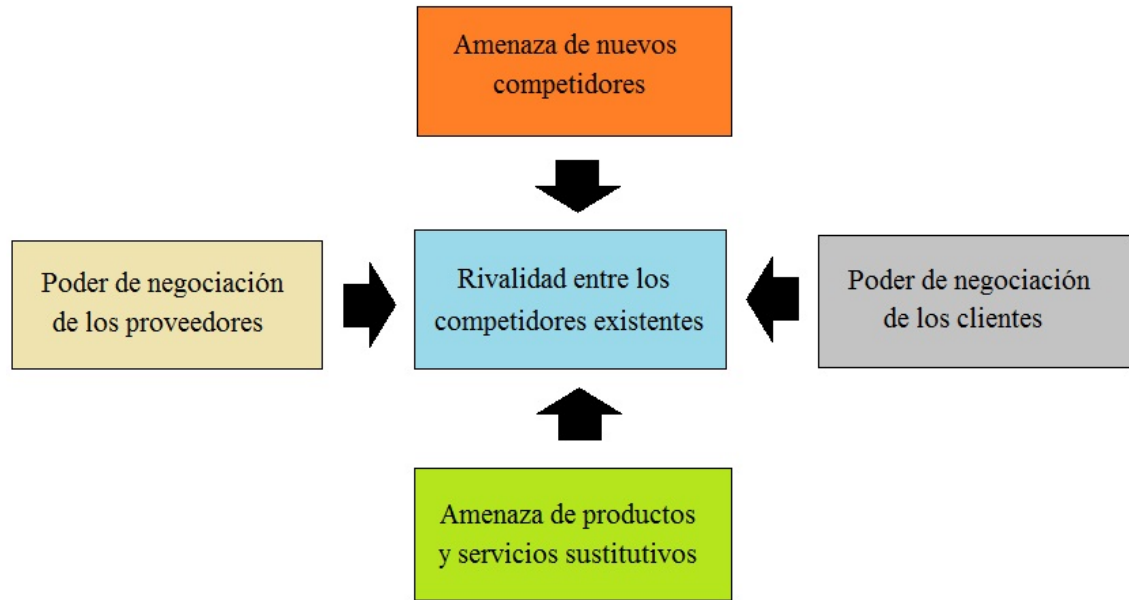 Amenaza de nuevos
competidores
Poder de negociación
de los proveedores
Rivalidad entre los
competidores existentes
Poder de negociación
de los clientes
Amenaza de productos
y servicios sustitutivos